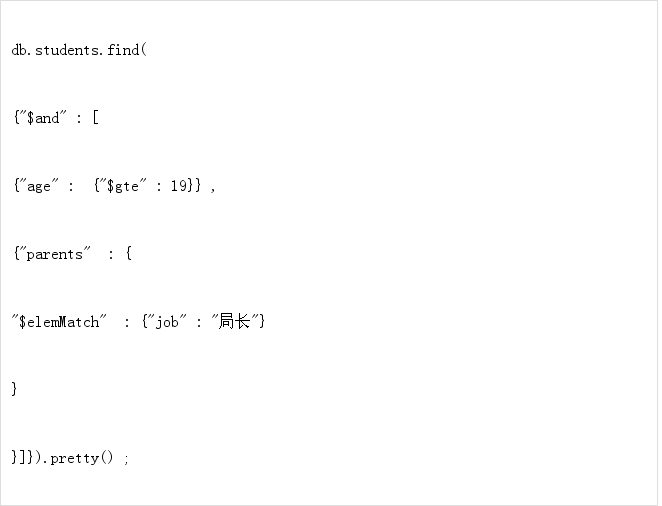 db.students.find(
{"$and" : [
{"age" :  {"$gte" : 19}} ,
{"parents"  : {
"$elemMatch"  : {"job" : "局长"}
}
}]}).pretty() ;